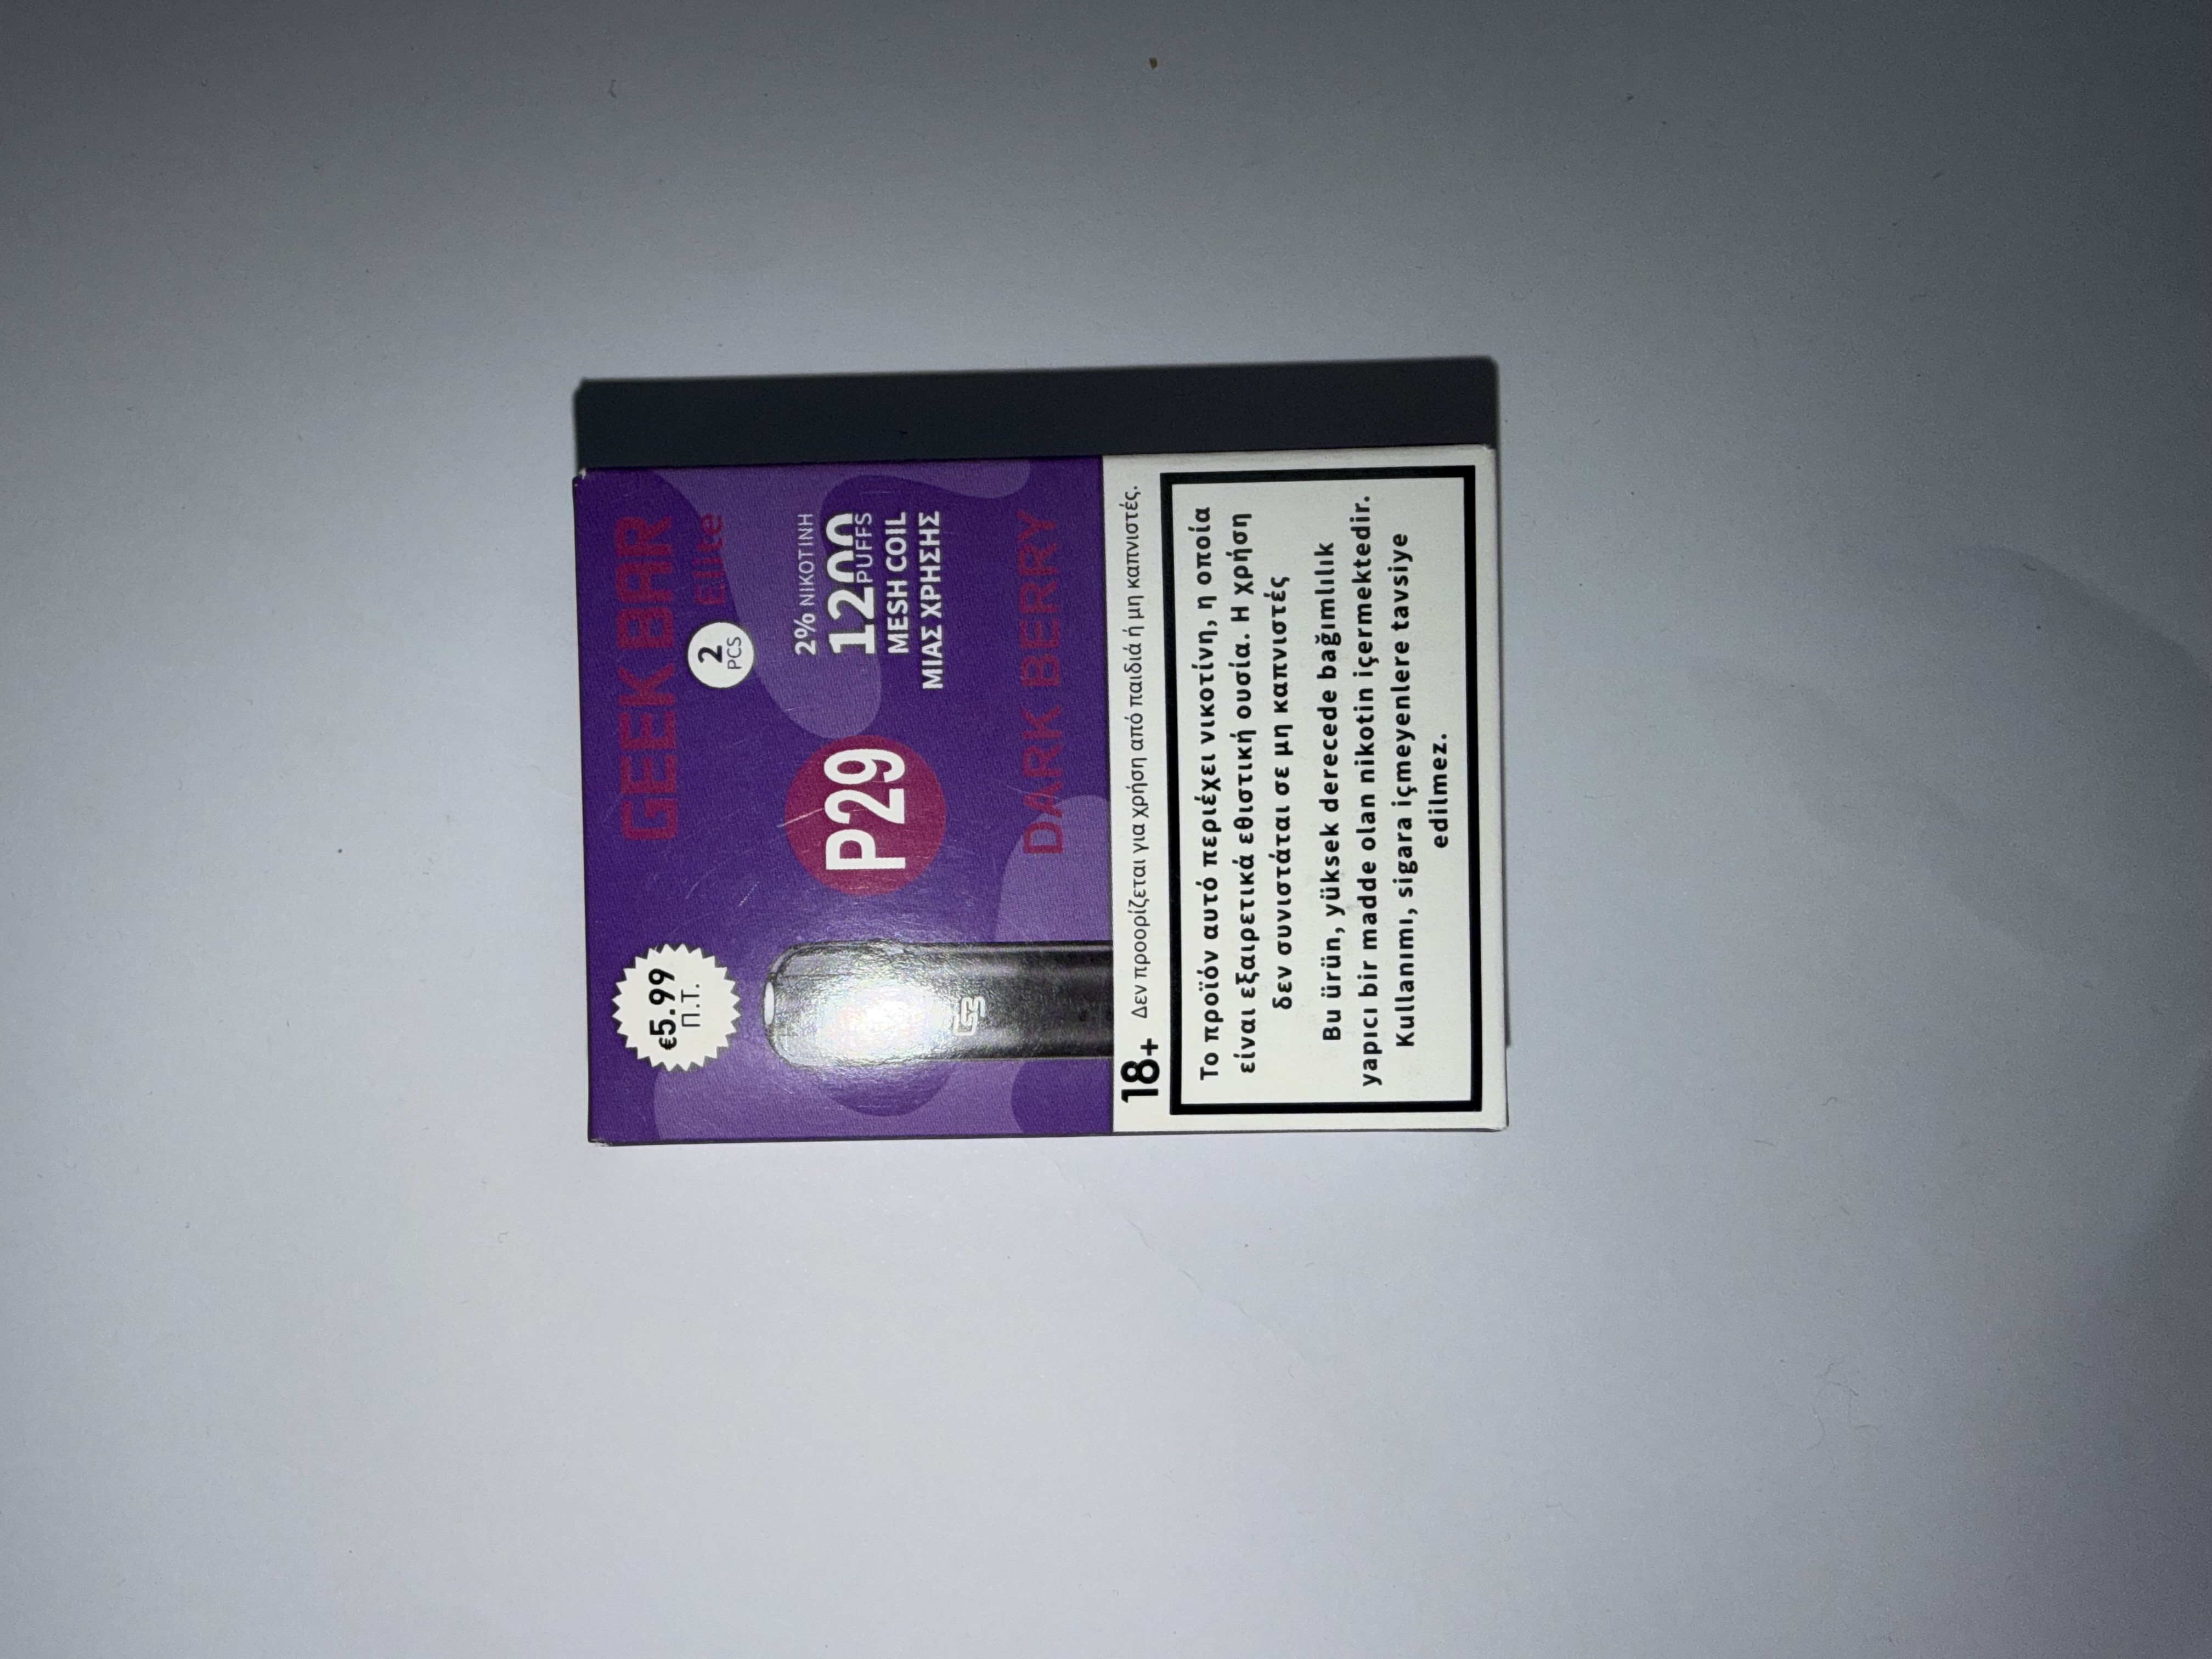 €5.99
Π.Τ.
GEEK BAR
Elite
2
PCS
P29
2% ΝΙΚΟΤΙΝΗ
1200
PUFFS
MESH COIL
ΜΙΑΣ ΧΡΗΣΗΣ
DARK BERRY
18+ Δεν προορίζεται για χρήση από παιδιά ή μη καπνιστές.
Το προϊόν αυτό περιέχει νικοτίνη, η οποία
είναι εξαιρετικά εθιστική ουσία. Η χρήση
δεν συνιστάται σε μη καπνιστές
Bu ürün, yüksek derecede bağımlılık
yapıcı bir madde olan nikotin içermektedir.
Kullanımı, sigara içmeyenlere tavsiye
edilmez.